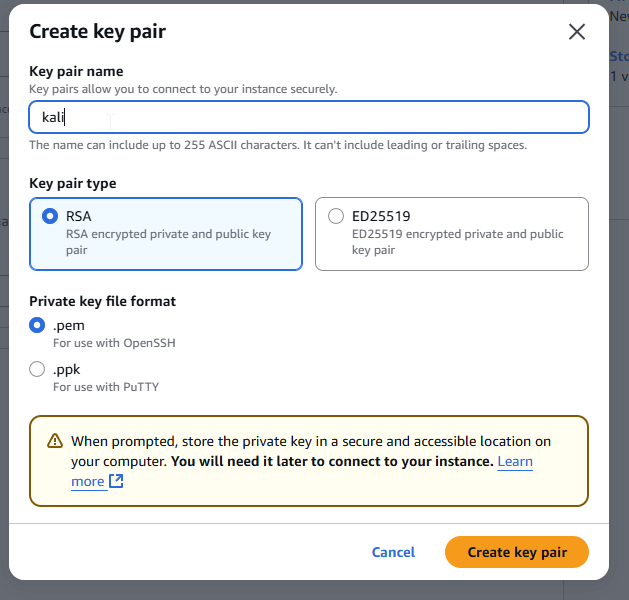 Create key pair
Key pair name
Key pairs allow you to connect to your instance securely.
kali
The name can include up to 255 ASCII characters. It can't include leading or trailing spaces.
Key pair type
RSA
RSA encrypted private and public key
pair
ED25519
ED25519 encrypted private and public
key pair
Private key file format
.pem
For use with OpenSSH
.ppk
For use with PuTTY
When prompted, store the private key in a secure and accessible location on
your computer. You will need it later to connect to your instance. Learn
more
Cancel
Create key pair